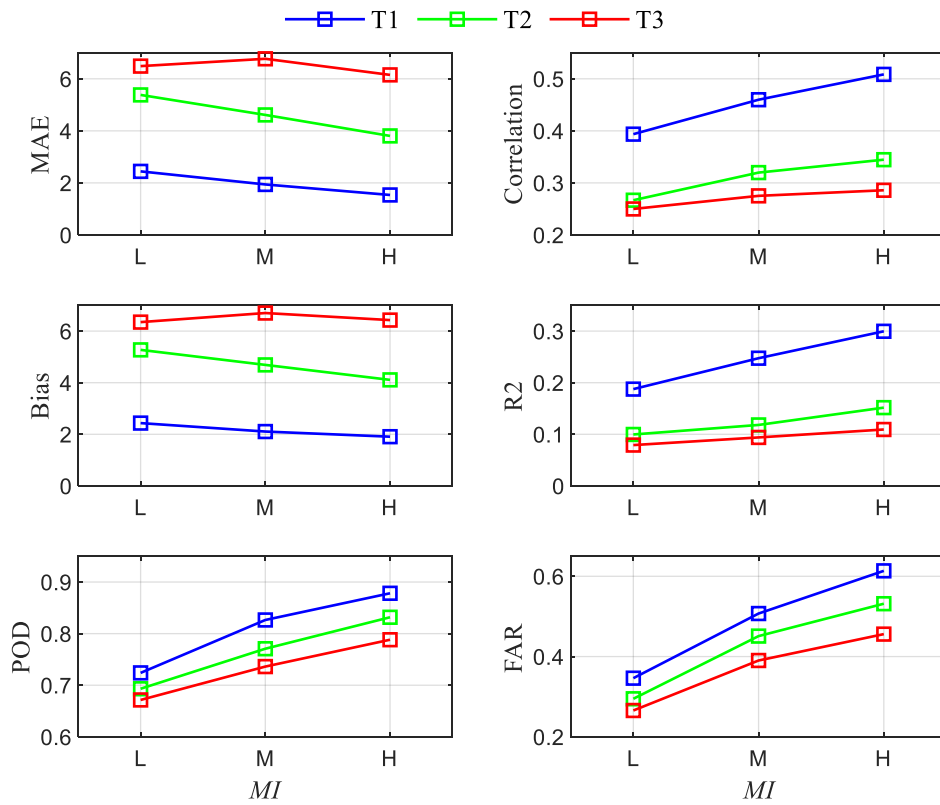 T1 T2 T3
MAE
6
4
2
0
L M H
Correlation
0.5
0.4
0.3
0.2
L M H
Bias
6
4
2
0
L M H
R2
0.3
0.2
0.1
0
L M H
POD
0.9
0.8
0.7
0.6
L M H
MI
FAR
0.6
0.4
0.2
L M H
MI